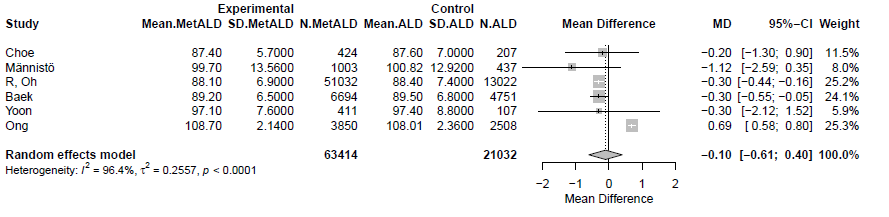 Experimental Control
Study Mean.MetALD SD.MetALD N.MetALD Mean.ALD SD.ALD N.ALD Mean Difference MD 95%−CI Weight
Choe 87.40 5.7000 424 87.60 7.0000 207 −0.20 [−1.30; 0.90] 11.5%
Männistö 99.70 13.5600 1003 100.82 12.9200 437 −1.12 [−2.59; 0.35] 8.0%
R, Oh 88.10 6.9000 51032 88.40 7.4000 13022 −0.30 [−0.44; −0.16] 25.2%
Baek 89.20 6.5000 6694 89.50 6.8000 4751 −0.30 [−0.55; −0.05] 24.1%
Yoon 97.10 7.6000 411 97.40 8.8000 107 −0.30 [−2.12; 1.52] 5.9%
Ong 108.70 2.1400 3850 108.01 2.3600 2508 0.69 [ 0.58; 0.80] 25.3%
Random effects model 63414 21032 −0.10 [−0.61; 0.40] 100.0%
Heterogeneity: I² = 96.4%, τ² = 0.2557, p < 0.0001
−2 −1 0 1 2
Mean Difference